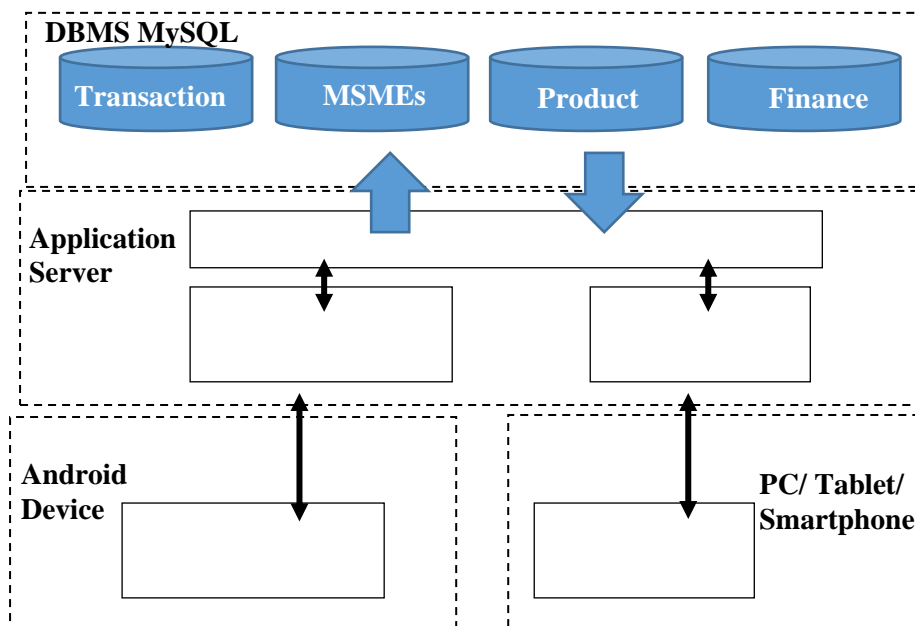 DBMS MySQL
Transaction
MSMEs
Product
Finance
Application
Server
Android
Device
PC/ Tablet/
Smartphone